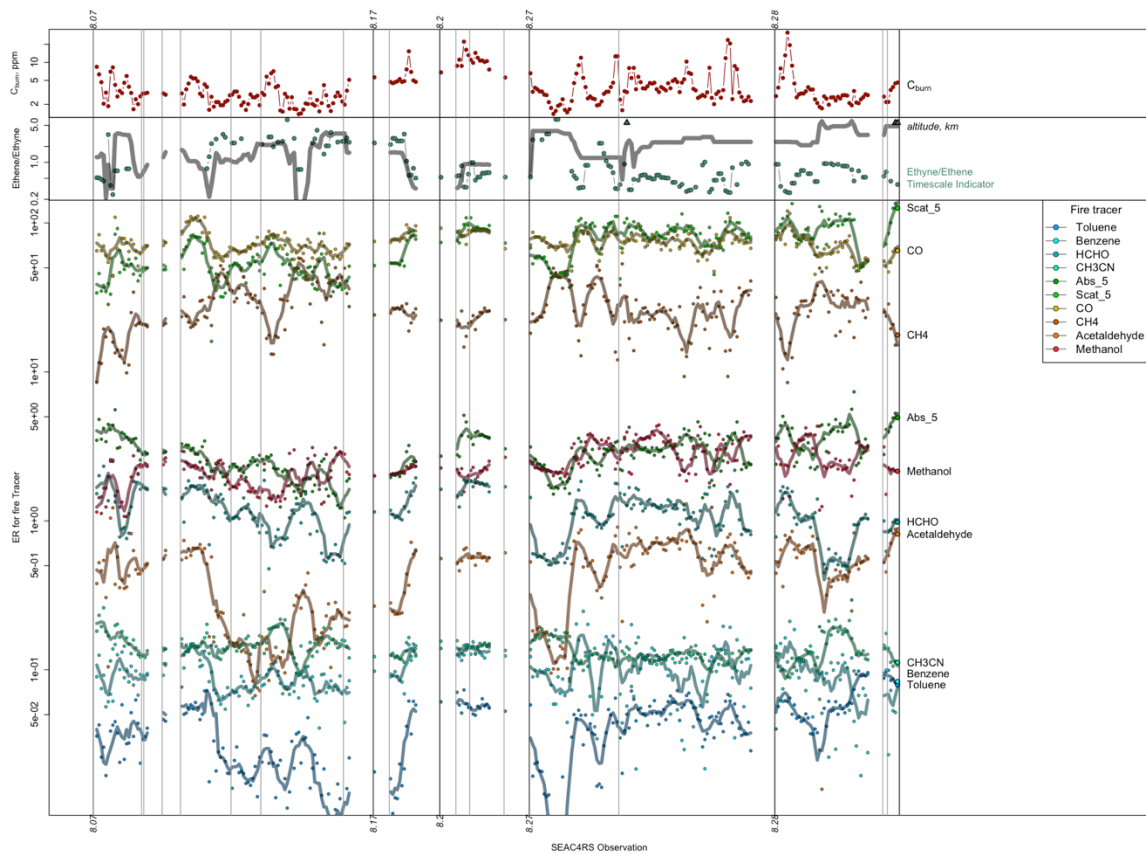 8.07
8.17
8.2
8.27
8.28
C_burn, ppm
10
5
2
C_burn
Ethene/Ethyne
5.0
1.0
0.2
altitude, km
Ethyne/Ethene
Timescale Indicator
ER for fire Tracer
1e+02
5e+01
1e+01
5e+00
1e+00
5e-01
1e-01
5e-02
Scat_5
CO
CH4
Abs_5
Methanol
HCHO
Acetaldehyde
CH3CN
Benzene
Toluene
Fire tracer
Toluene
Benzene
HCHO
CH3CN
Abs_5
Scat_5
CO
CH4
Acetaldehyde
Methanol
8.07
8.17
8.2
8.27
8.28
SEAC4RS Observation